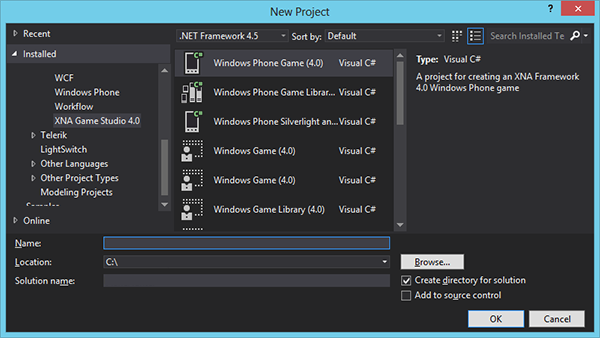 New Project
? ×
Recent
Installed
WCF
Windows Phone
Workflow
XNA Game Studio 4.0
Telerik
LightSwitch
Other Languages
Other Project Types
Modeling Projects
Online
.NET Framework 4.5
Sort by: Default
Search Installed Te
Windows Phone Game (4.0) Visual C#
Windows Phone Game Librar... Visual C#
Windows Phone Silverlight an... Visual C#
Windows Game (4.0) Visual C#
Windows Game (4.0) Visual C#
Windows Game Library (4.0) Visual C#
Type: Visual C#
A project for creating an XNA Framework
4.0 Windows Phone game
Name:
Location: C:\ Browse...
Solution name:
Create directory for solution
Add to source control
OK Cancel